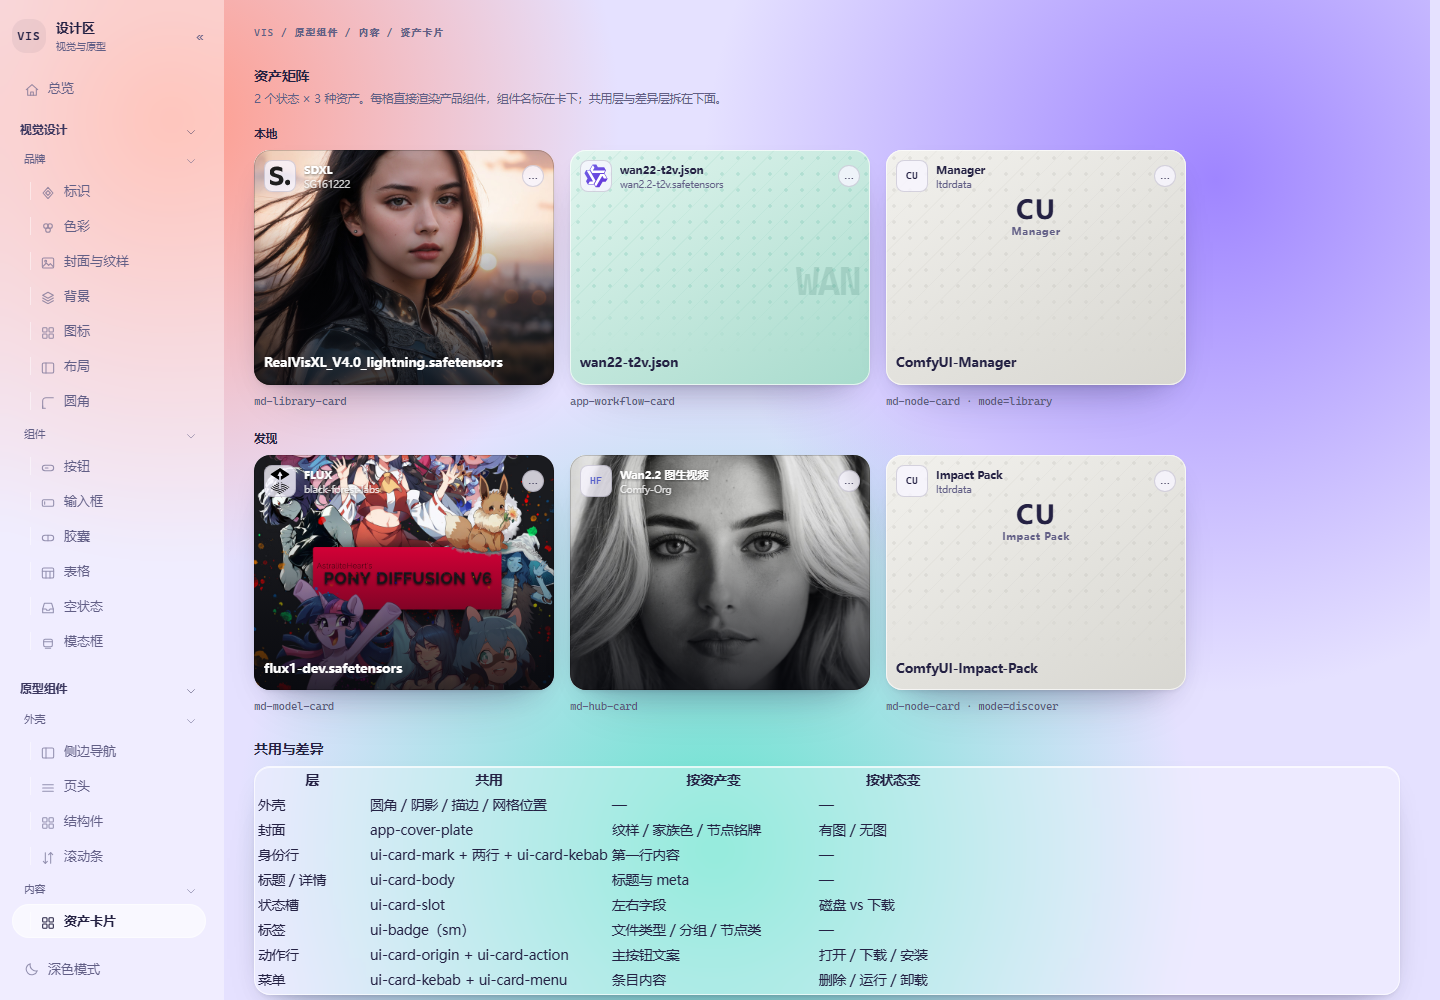 VIS
设计区
视觉与原型
«
总览
视觉设计
品牌
标识
色彩
封面与纹样
背景
图标
布局
圆角
组件
按钮
输入框
胶囊
表格
空状态
模态框
原型组件
外壳
侧边导航
页头
结构件
滚动条
内容
资产卡片
深色模式
VIS / 原型组件 / 内容 / 资产卡片
资产矩阵
2 个状态 × 3 种资产。每格直接渲染产品组件，组件名标在卡下；共用层与差异层拆在下面。
本地
S.
SDXL
SG161222
...
RealVisXL_V4.0_lightning.safetensors
md-library-card
wan22-t2v.json
wan2.2-t2v.safetensors
...
WAN
wan22-t2v.json
app-workflow-card
CU
Manager
ltdrdata
...
CU
Manager
ComfyUI-Manager
md-node-card · mode=library
发现
FLUX
black-forest-labs
...
PONY DIFFUSION V6
flux1-dev.safetensors
md-model-card
HF
Wan2.2 图生视频
Comfy-Org
...
md-hub-card
CU
Impact Pack
ltdrdata
...
CU
Impact Pack
ComfyUI-Impact-Pack
md-node-card · mode=discover
共用与差异
层 共用 按资产变 按状态变
外壳 圆角 / 阴影 / 描边 / 网格位置 — —
封面 app-cover-plate 纹样 / 家族色 / 节点铭牌 有图 / 无图
身份行 ui-card-mark + 两行 + ui-card-kebab 第一行内容 —
标题 / 详情 ui-card-body 标题与 meta —
状态槽 ui-card-slot 左右字段 磁盘 vs 下载
标签 ui-badge（sm） 文件类型 / 分组 / 节点类 —
动作行 ui-card-origin + ui-card-action 主按钮文案 打开 / 下载 / 安装
菜单 ui-card-kebab + ui-card-menu 条目内容 删除 / 运行 / 卸载